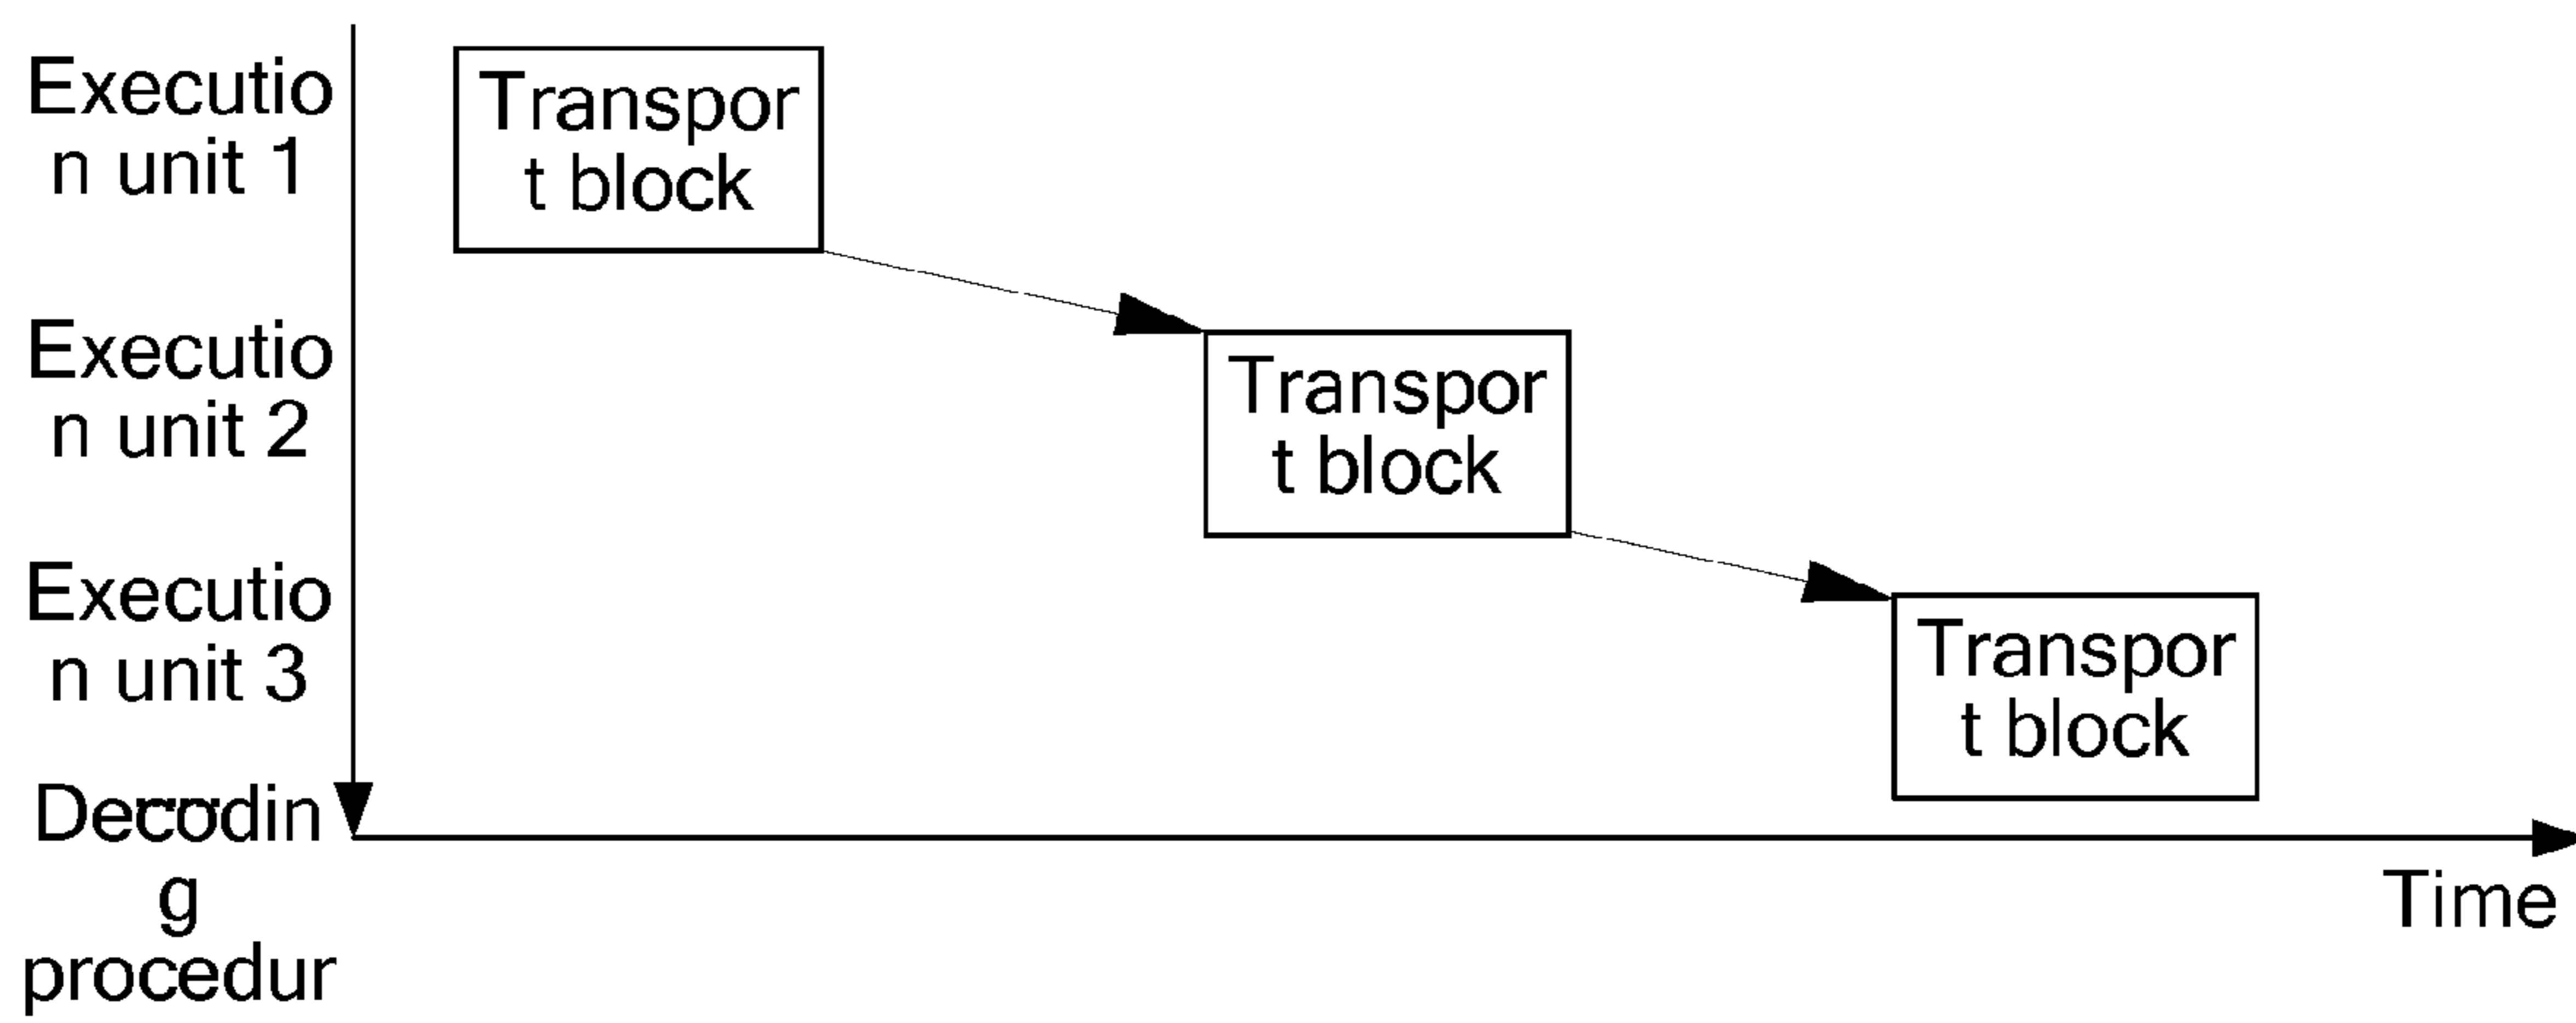 Executio
n unit 1
Transpor
t block
Executio
n unit 2
Transpor
t block
Executio
n unit 3
Transpor
t block
Decodin
g
procedur
Time